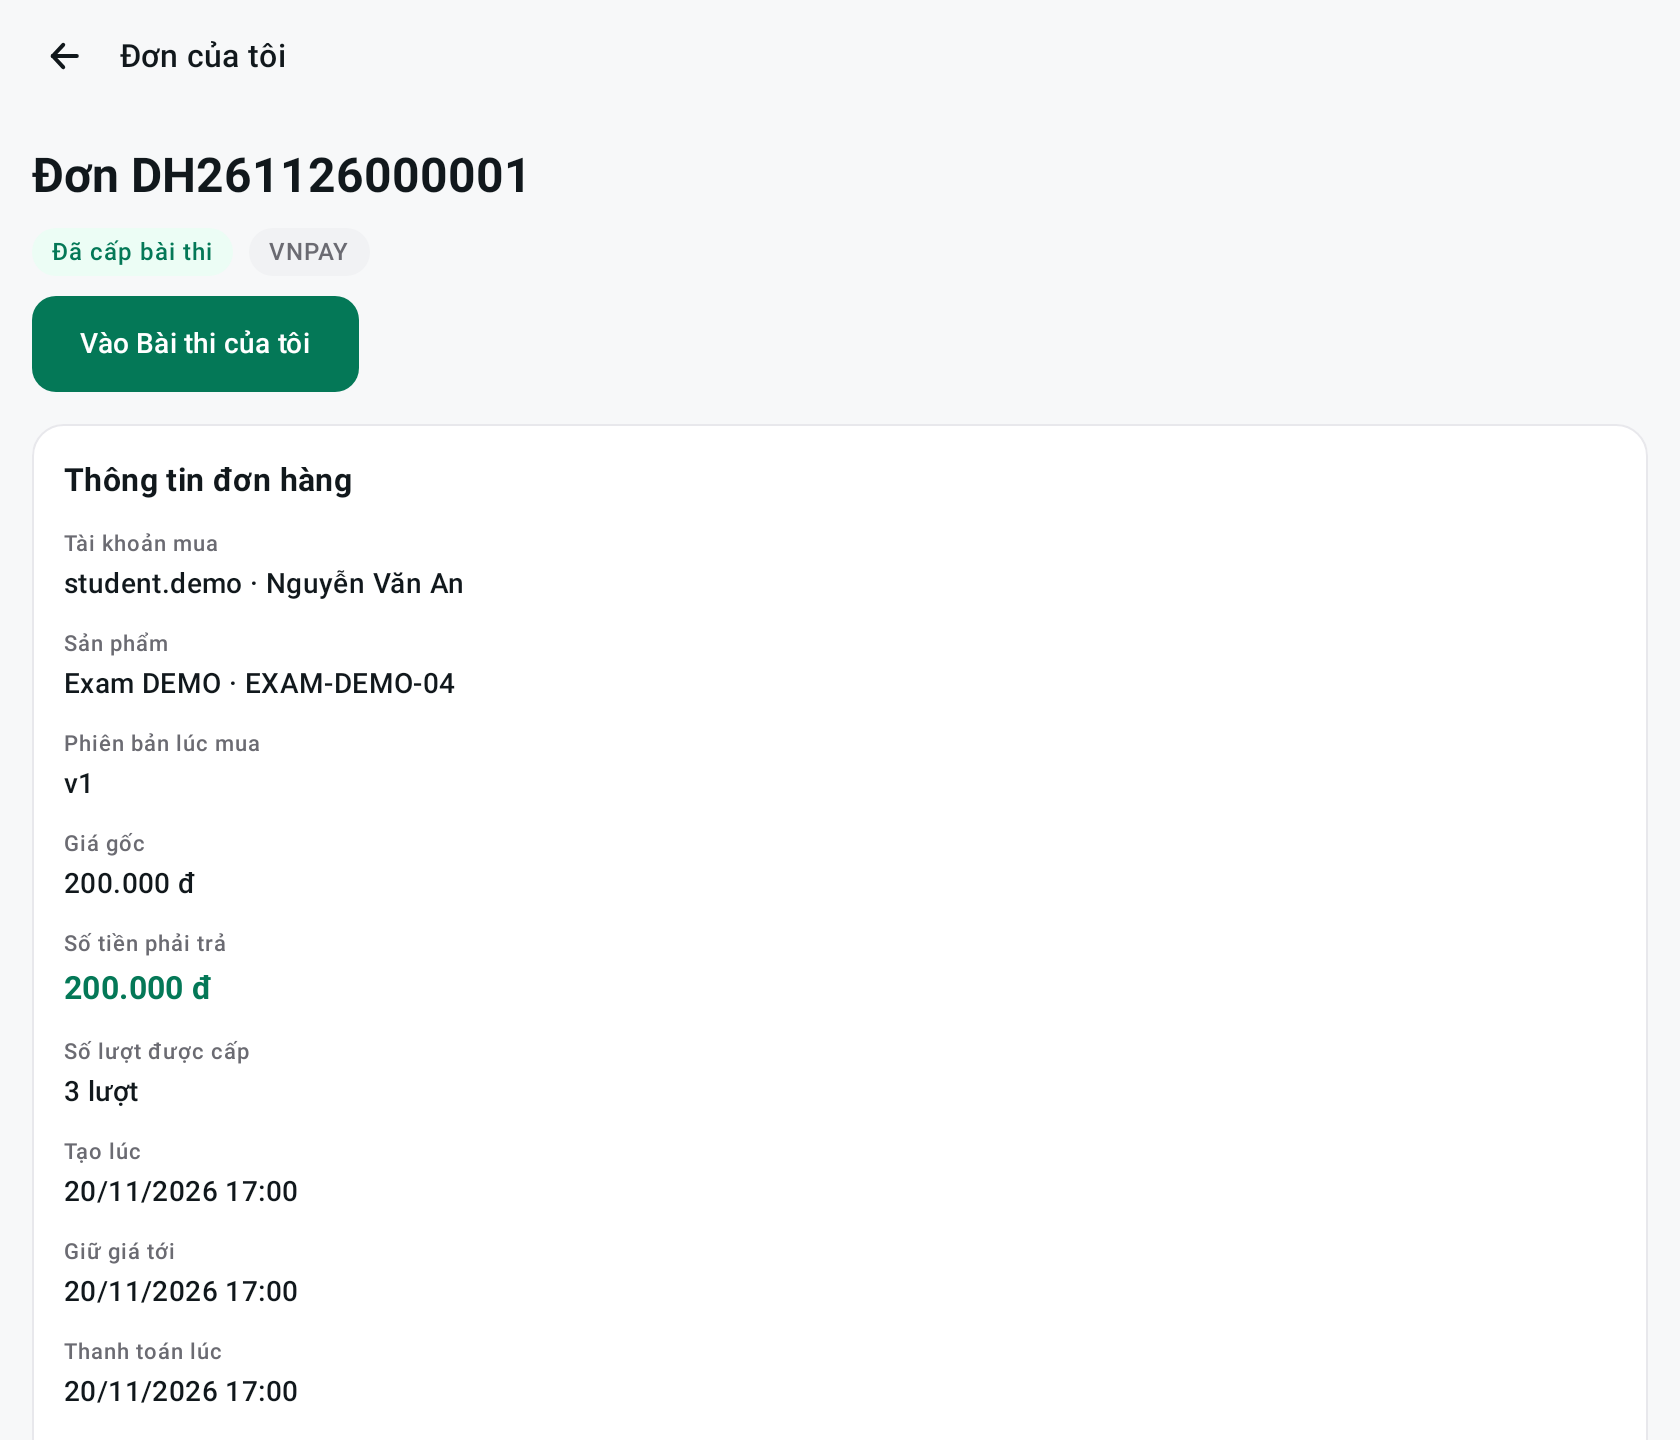 Đơn của tôi
Đơn DH261126000001
Đã cấp bài thi
VNPAY
Vào Bài thi của tôi
Thông tin đơn hàng
Tài khoản mua
student.demo · Nguyễn Văn An
Sản phẩm
Exam DEMO · EXAM-DEMO-04
Phiên bản lúc mua
v1
Giá gốc
200.000 đ
Số tiền phải trả
200.000 đ
Số lượt được cấp
3 lượt
Tạo lúc
20/11/2026 17:00
Giữ giá tới
20/11/2026 17:00
Thanh toán lúc
20/11/2026 17:00